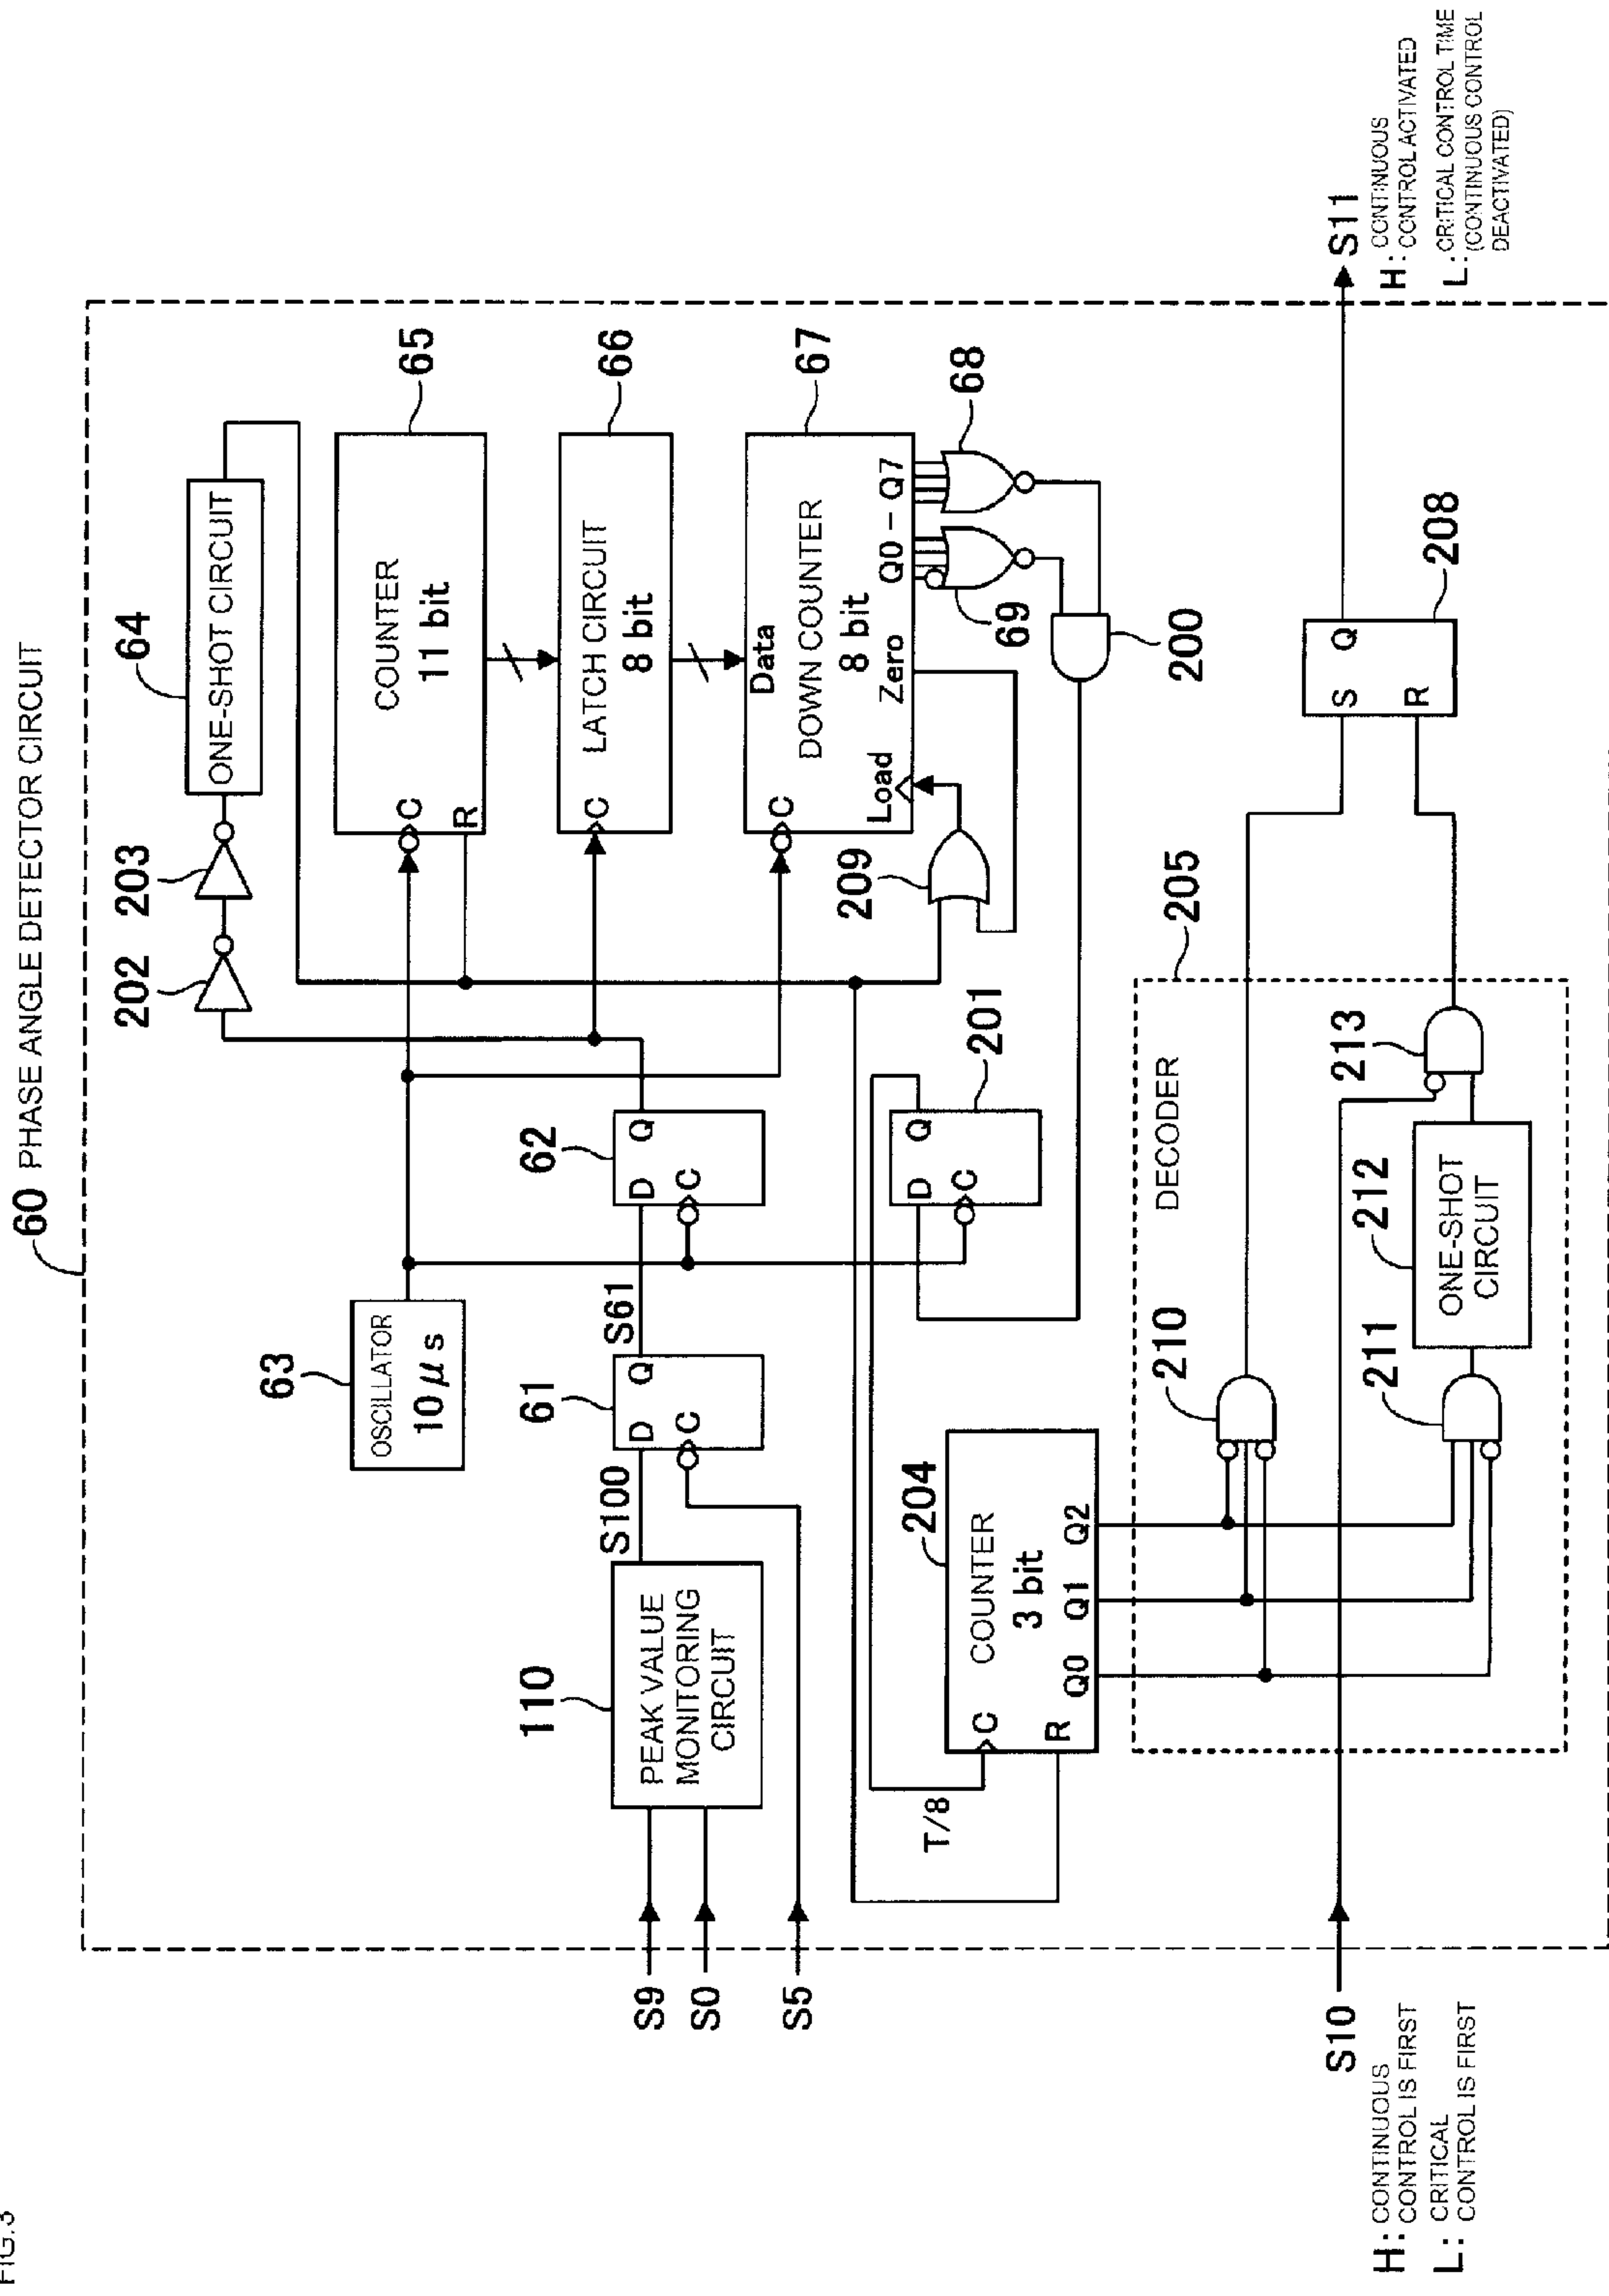 FIG.3
60 PHASE ANGLE DETECTOR CIRCUIT
64
ONE-SHOT CIRCUIT
202
203
65
COUNTER
11 bit
C
R
66
LATCH CIRCUIT
8 bit
C
67
Data
DOWN COUNTER
8 bit
C
Load
Zero
Q0 – Q7
68
69
200
209
63
OSCILLATOR
10μs
62
D
Q
C
S61
61
D
Q
C
S100
110
PEAK VALUE
MONITORING
CIRCUIT
S9
S0
S5
201
D
Q
C
T/8
204
COUNTER
3 bit
C
R
Q0
Q1
Q2
205
DECODER
210
211
212
ONE-SHOT
CIRCUIT
213
208
S
Q
R
S10
H: CONTINUOUS
CONTROL IS FIRST
L: CRITICAL
CONTROL IS FIRST
S11
H: CONTINUOUS
CONTROL ACTIVATED
L: CRITICAL CONTROL TIME
(CONTINUOUS CONTROL
DEACTIVATED)